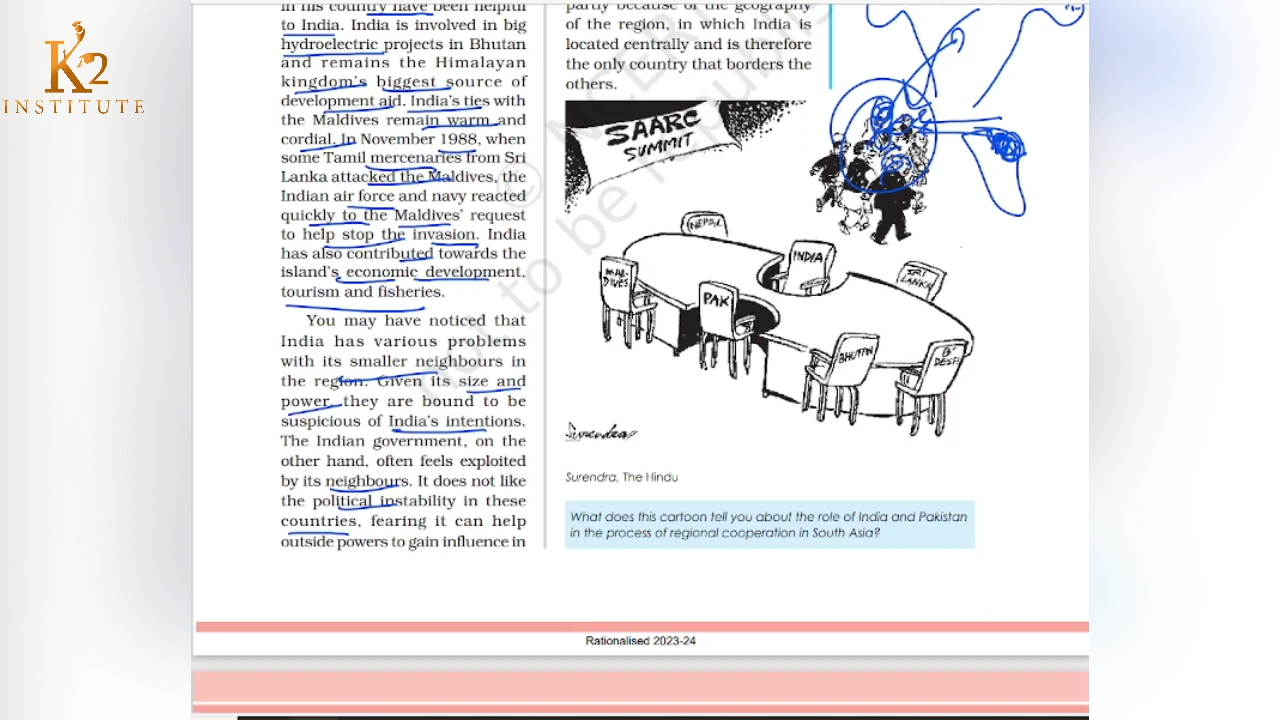 K2
INSTITUTE
in his country have been helpful
to India. India is involved in big
hydroelectric projects in Bhutan
and remains the Himalayan
kingdom's biggest source of
development aid. India's ties with
the Maldives remain warm and
cordial. In November 1988, when
some Tamil mercenaries from Sri
Lanka attacked the Maldives, the
Indian air force and navy reacted
quickly to the Maldives' request
to help stop the invasion. India
has also contributed towards the
island's economic development,
tourism and fisheries.
You may have noticed that
India has various problems
with its smaller neighbours in
the region. Given its size and
power, they are bound to be
suspicious of India's intentions.
The Indian government, on the
other hand, often feels exploited
by its neighbours. It does not like
the political instability in these
countries, fearing it can help
outside powers to gain influence in
partly because of the geography
of the region, in which India is
located centrally and is therefore
the only country that borders the
others.
SAARC
SUMMIT
NEPAL
INDIA
SRI
LANKA
MAL-
DIVES
PAK
BHUTAN
B
DESH
Surendra
Surendra, The Hindu
What does this cartoon tell you about the role of India and Pakistan
in the process of regional cooperation in South Asia?
Rationalised 2023-24